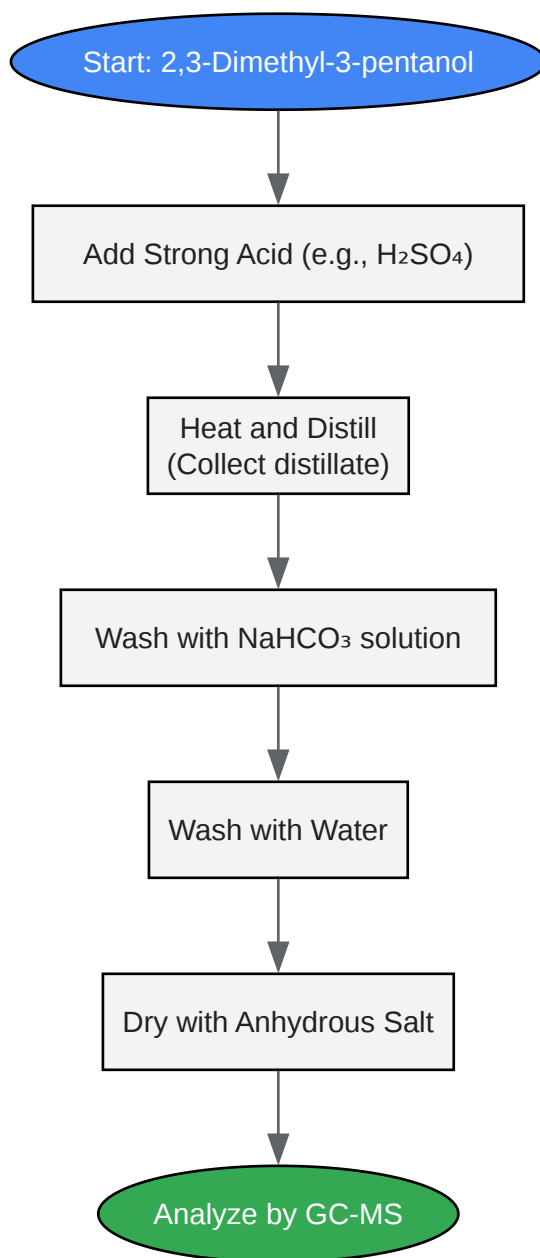 Start: 2,3-Dimethyl-3-pentanol
Add Strong Acid (e.g., H₂SO₄)
Heat and Distill
(Collect distillate)
Wash with NaHCO₃ solution
Wash with Water
Dry with Anhydrous Salt
Analyze by GC-MS